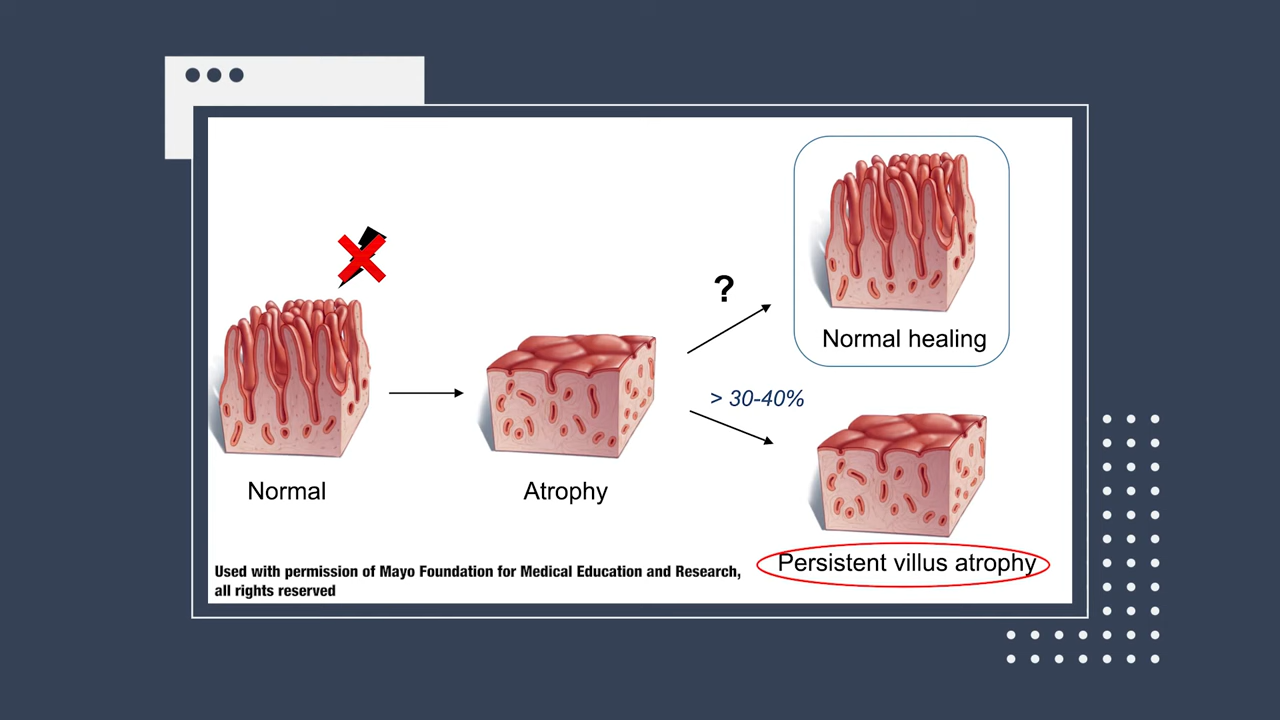 ?
Normal healing
> 30-40%
Normal
Atrophy
Persistent villus atrophy
Used with permission of Mayo Foundation for Medical Education and Research,
all rights reserved